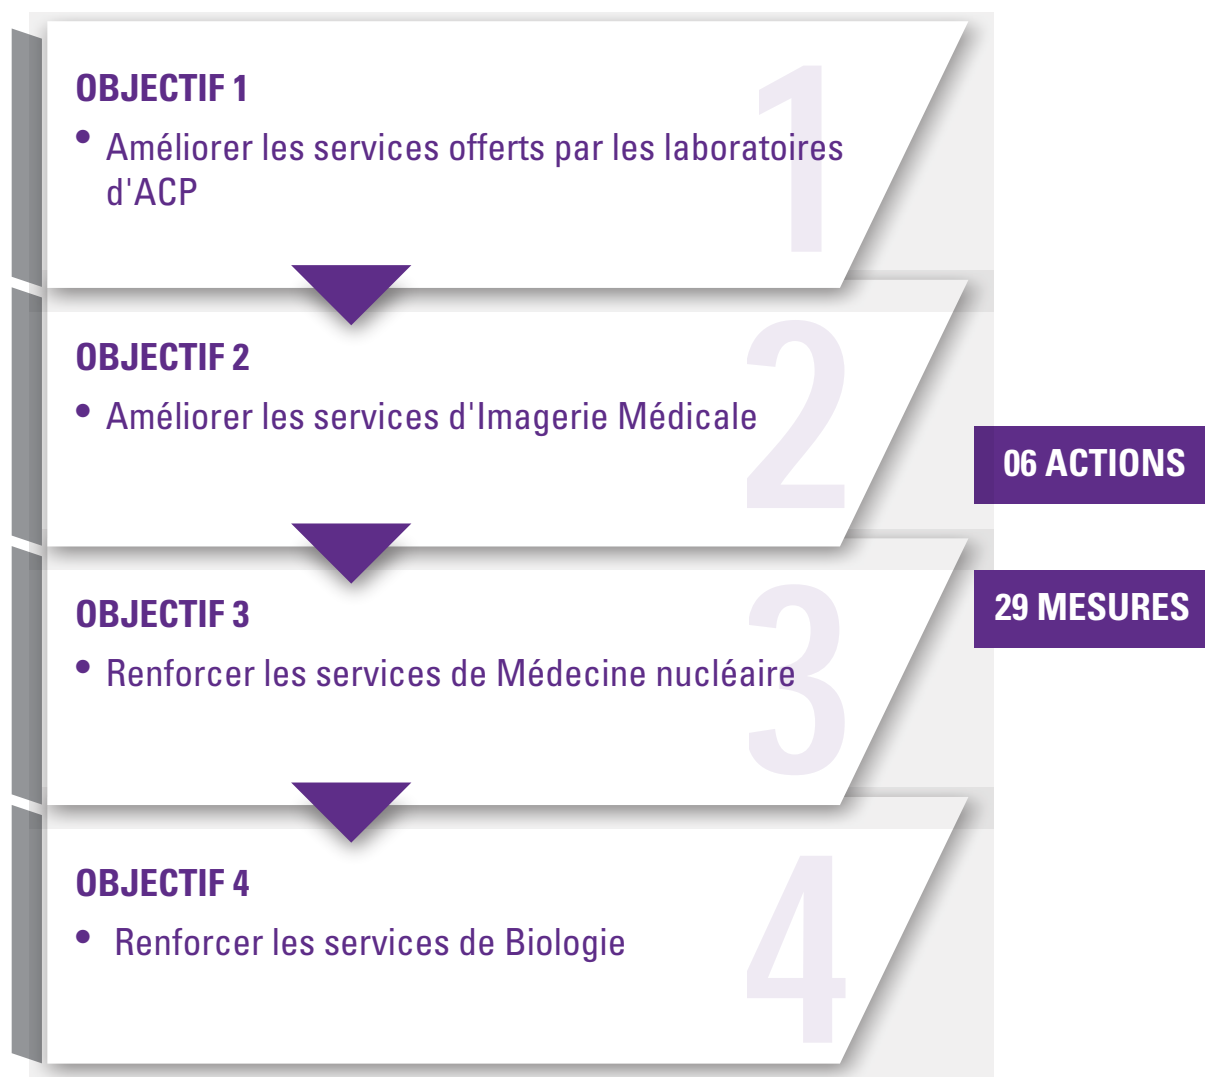 OBJECTIF 1
1
• Améliorer les services offerts par les laboratoires
d'ACP
OBJECTIF 2
2
• Améliorer les services d'Imagerie Médicale
06 ACTIONS
OBJECTIF 3
3
29 MESURES
• Renforcer les services de Médecine nucléaire
OBJECTIF 4
4
• Renforcer les services de Biologie